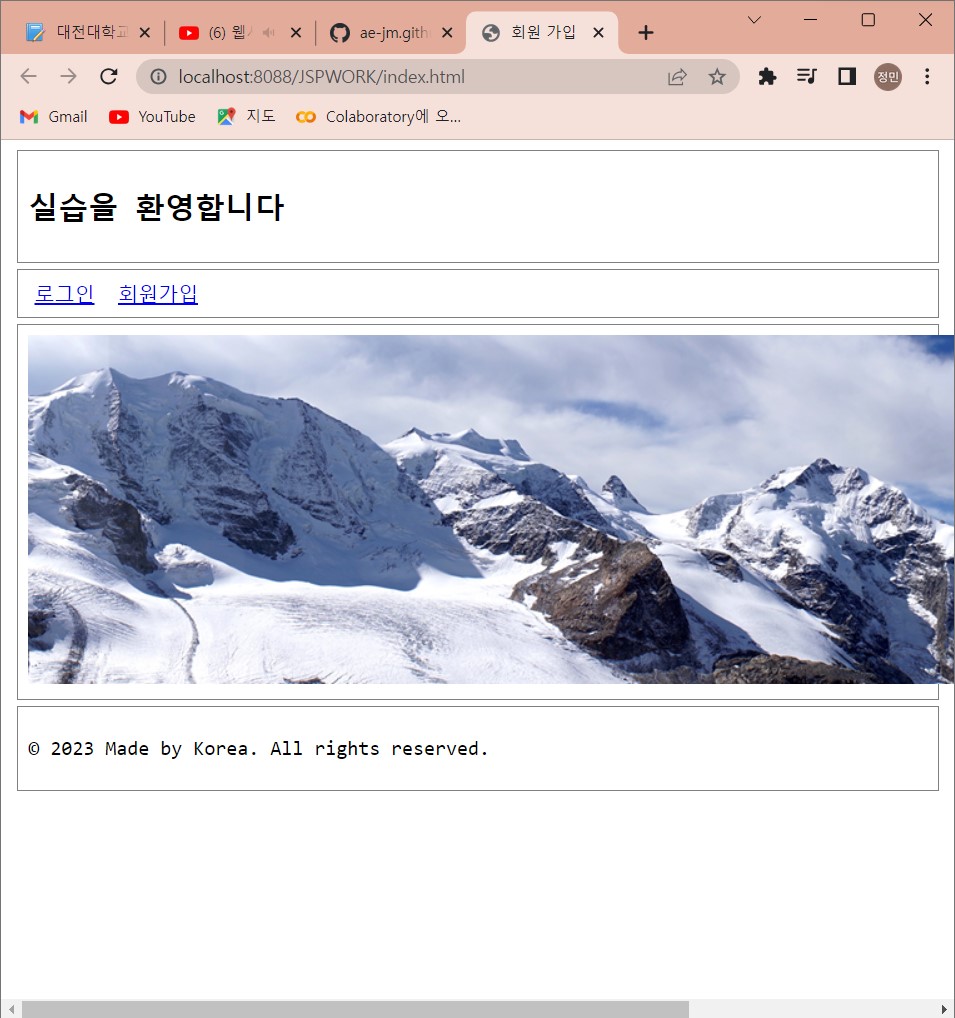 대전대학교
(6) 웹
ae-jm.gith
회원 가입
localhost:8088/JSPWORK/index.html
정민
Gmail
YouTube
지도
Colaboratory에 오...
실습을 환영합니다
로그인 회원가입
© 2023 Made by Korea. All rights reserved.